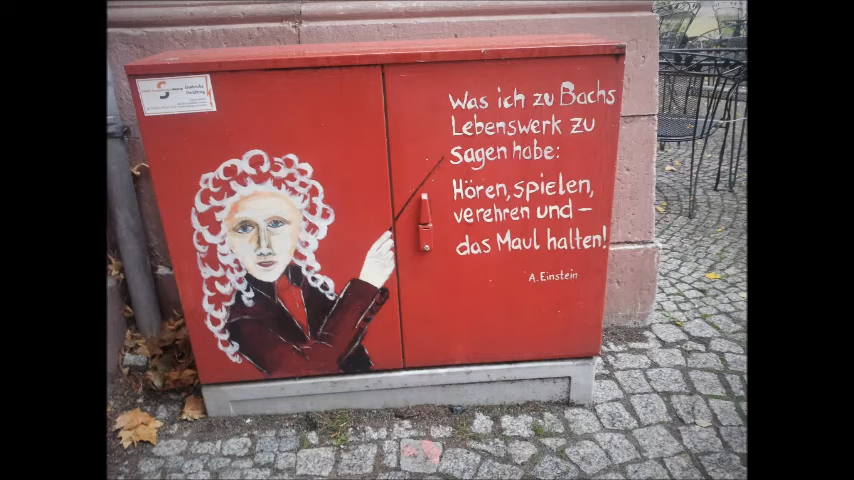 Was ich zu Bachs
Lebenswerk zu
sagen habe:
Hören, spielen,
verehren und –
das Maul halten!
A. Einstein